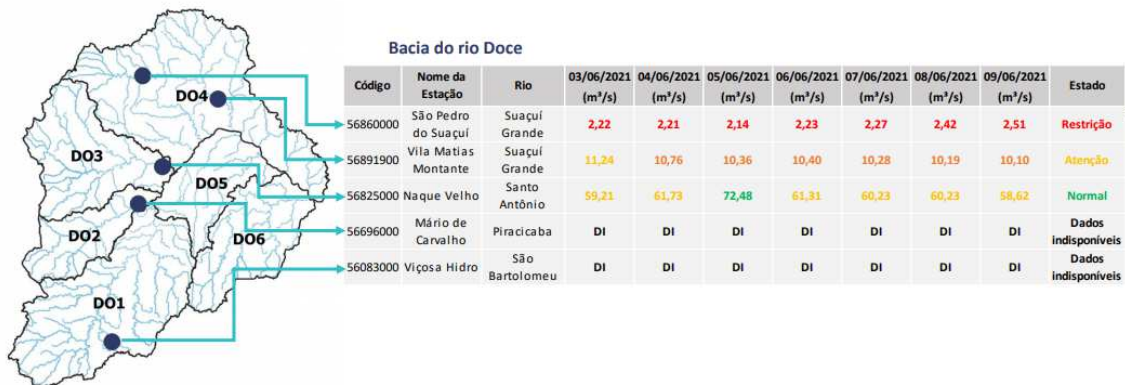 Bacia do rio Doce
Código Nome da Estação Rio 03/06/2021 (m³/s) 04/06/2021 (m³/s) 05/06/2021 (m³/s) 06/06/2021 (m³/s) 07/06/2021 (m³/s) 08/06/2021 (m³/s) 09/06/2021 (m³/s) Estado
56860000 São Pedro do Suaçuí Suaçuí Grande 2,22 2,21 2,14 2,23 2,27 2,42 2,51 Restrição
56891900 Vila Matias Montante Suaçuí Grande 11,24 10,76 10,36 10,40 10,28 10,19 10,10 Atenção
56825000 Naque Velho Santo Antônio 59,21 61,73 72,48 61,31 60,23 60,23 58,62 Normal
56696000 Mário de Carvalho Piracicaba DI DI DI DI DI DI DI Dados indisponíveis
56083000 Viçosa Hidro São Bartolomeu DI DI DI DI DI DI DI Dados indisponíveis
DO4
DO3
DO5
DO2
DO6
DO1